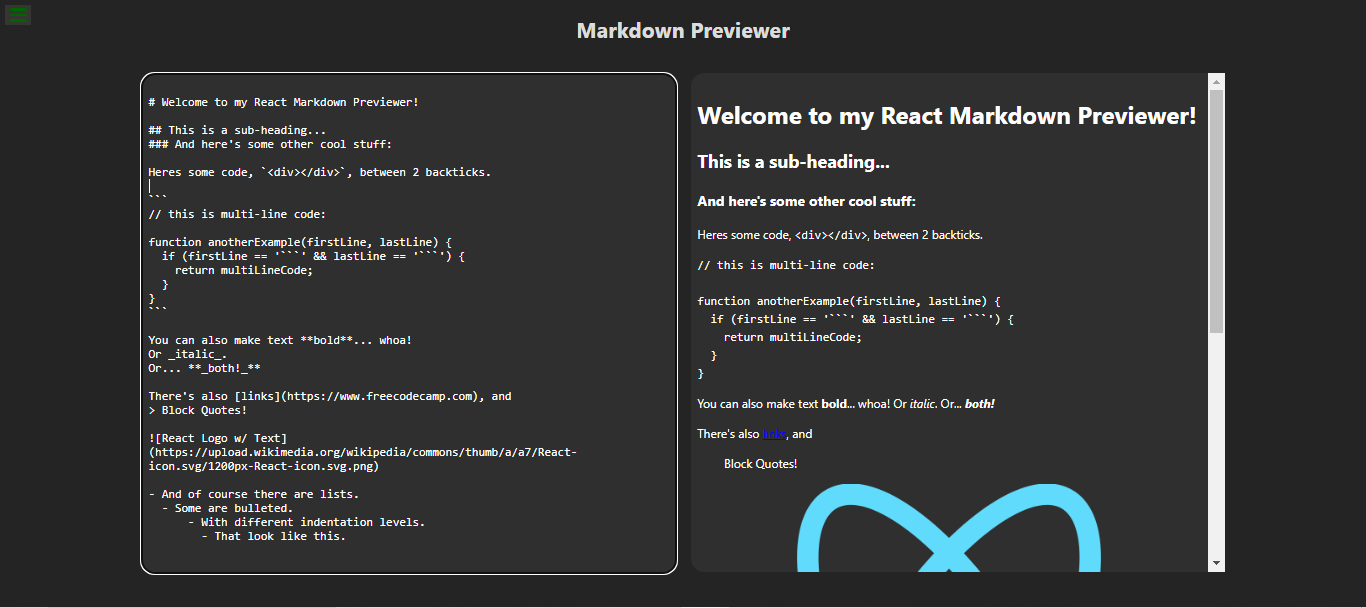 Markdown Previewer
# Welcome to my React Markdown Previewer!
## This is a sub-heading...
### And here's some other cool stuff:
Heres some code, `<div></div>`, between 2 backticks.
```
// this is multi-line code:
function anotherExample(firstLine, lastLine) {
  if (firstLine == '```' && lastLine == '```') {
    return multiLineCode;
  }
}
```
You can also make text **bold**... whoa!
Or _italic_.
Or... **_both!_**
There's also [links](https://www.freecodecamp.com), and
> Block Quotes!
![React Logo w/ Text]
(https://upload.wikimedia.org/wikipedia/commons/thumb/a/a7/React-
icon.svg/1200px-React-icon.svg.png)
- And of course there are lists.
  - Some are bulleted.
      - With different indentation levels.
        - That look like this.
Welcome to my React Markdown Previewer!
This is a sub-heading...
And here's some other cool stuff:
Heres some code, <div></div>, between 2 backticks.
// this is multi-line code:
function anotherExample(firstLine, lastLine) {
  if (firstLine == '```' && lastLine == '```') {
    return multiLineCode;
  }
}
You can also make text bold... whoa! Or italic. Or... both!
There's also links, and
Block Quotes!